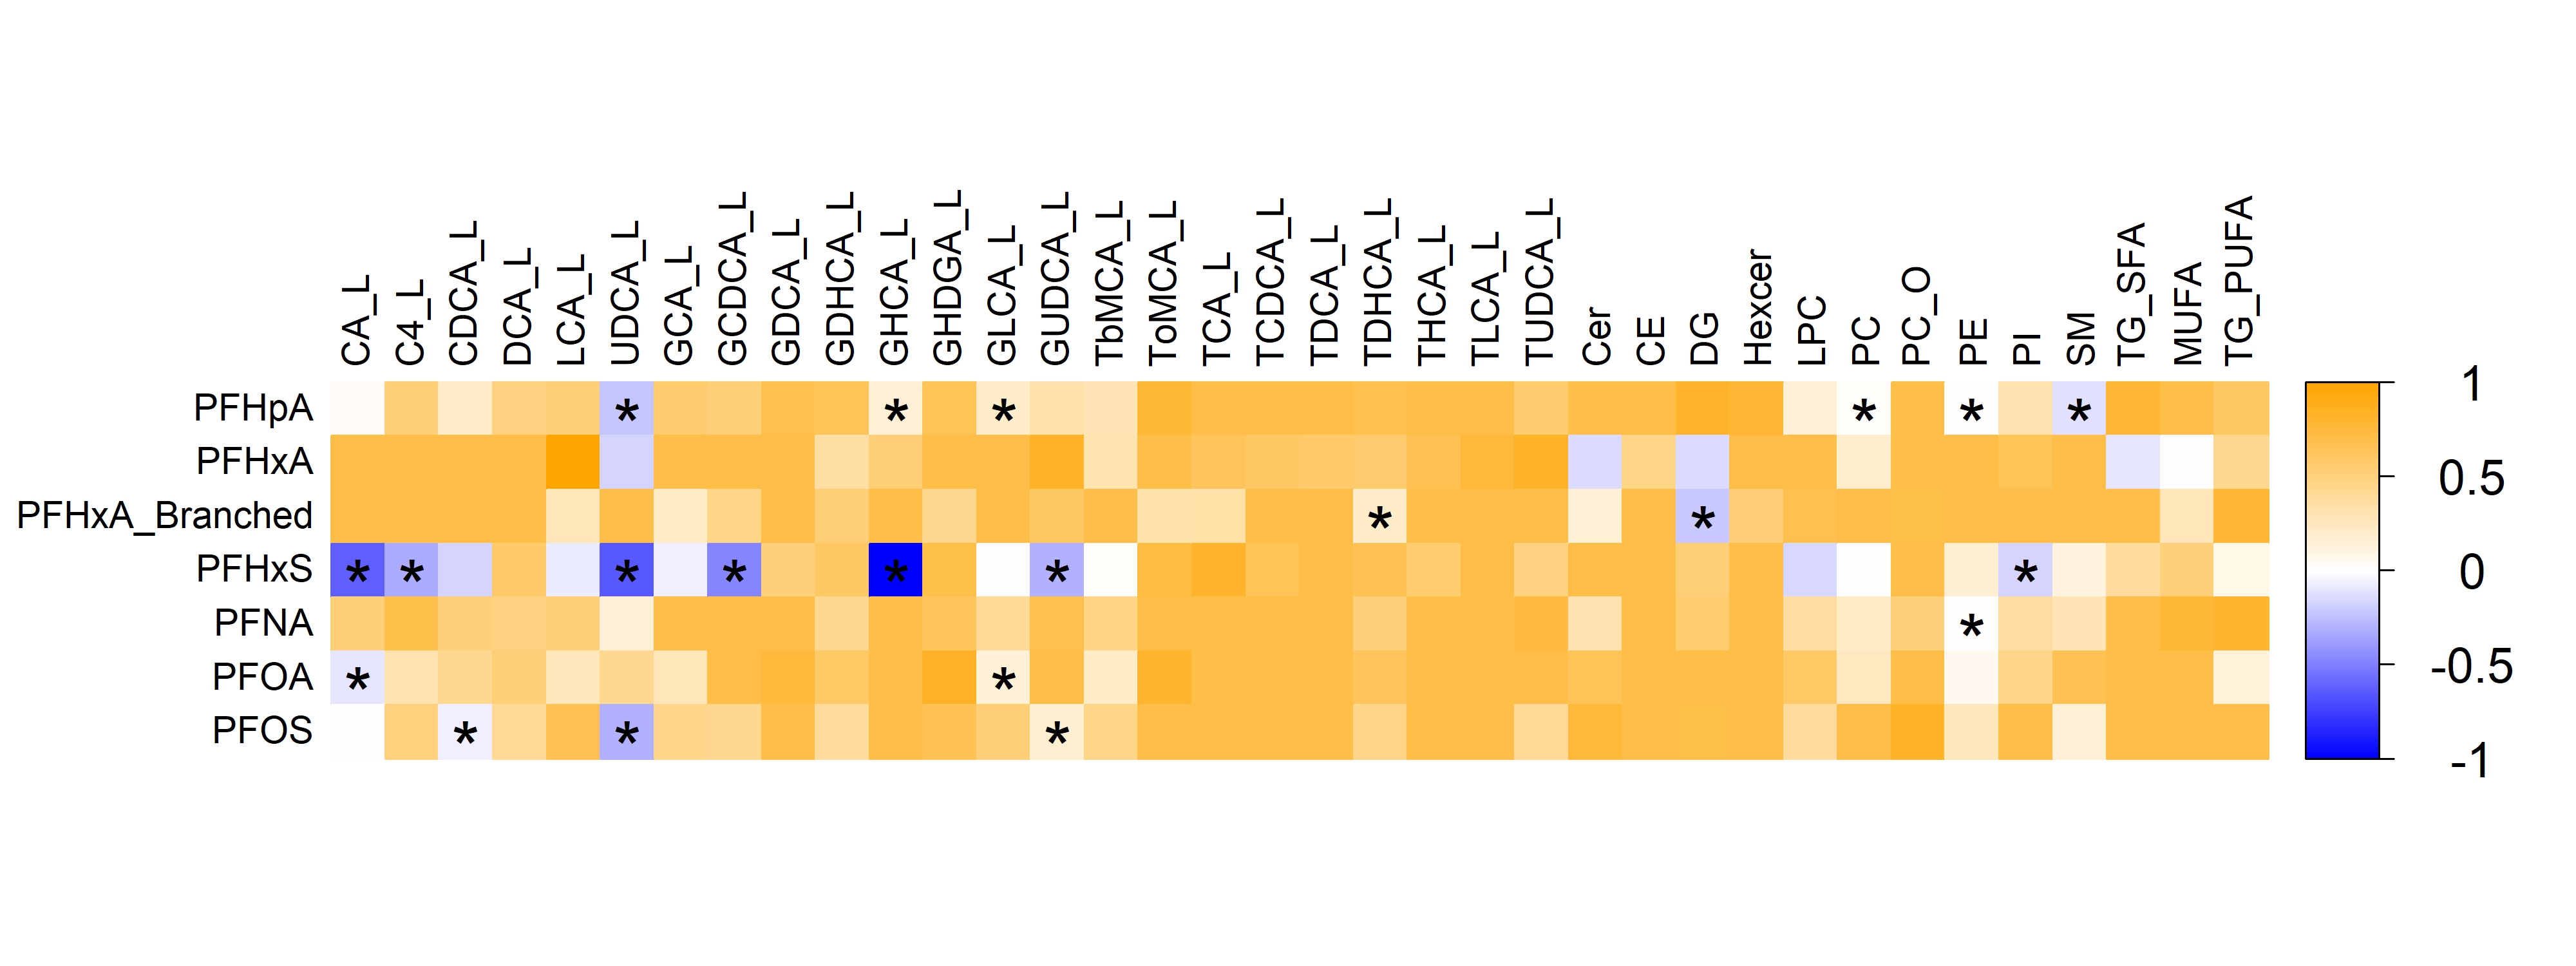 CA_L
C4_L
CDCA_L
DCA_L
LCA_L
UDCA_L
GCA_L
GCDCA_L
GDCA_L
GDHCA_L
GHCA_L
GHDGA_L
GLCA_L
GUDCA_L
TbMCA_L
ToMCA_L
TCA_L
TCDCA_L
TDCA_L
TDHCA_L
THCA_L
TLCA_L
TUDCA_L
Cer
CE
DG
Hexcer
LPC
PC
PC_O
PE
PI
SM
TG_SFA
MUFA
TG_PUFA
PFHpA * * * * * *
PFHxA
PFHxA_Branched * *
PFHxS * * * * * * *
PFNA *
PFOA * *
PFOS * * *
1
0.5
0
-0.5
-1